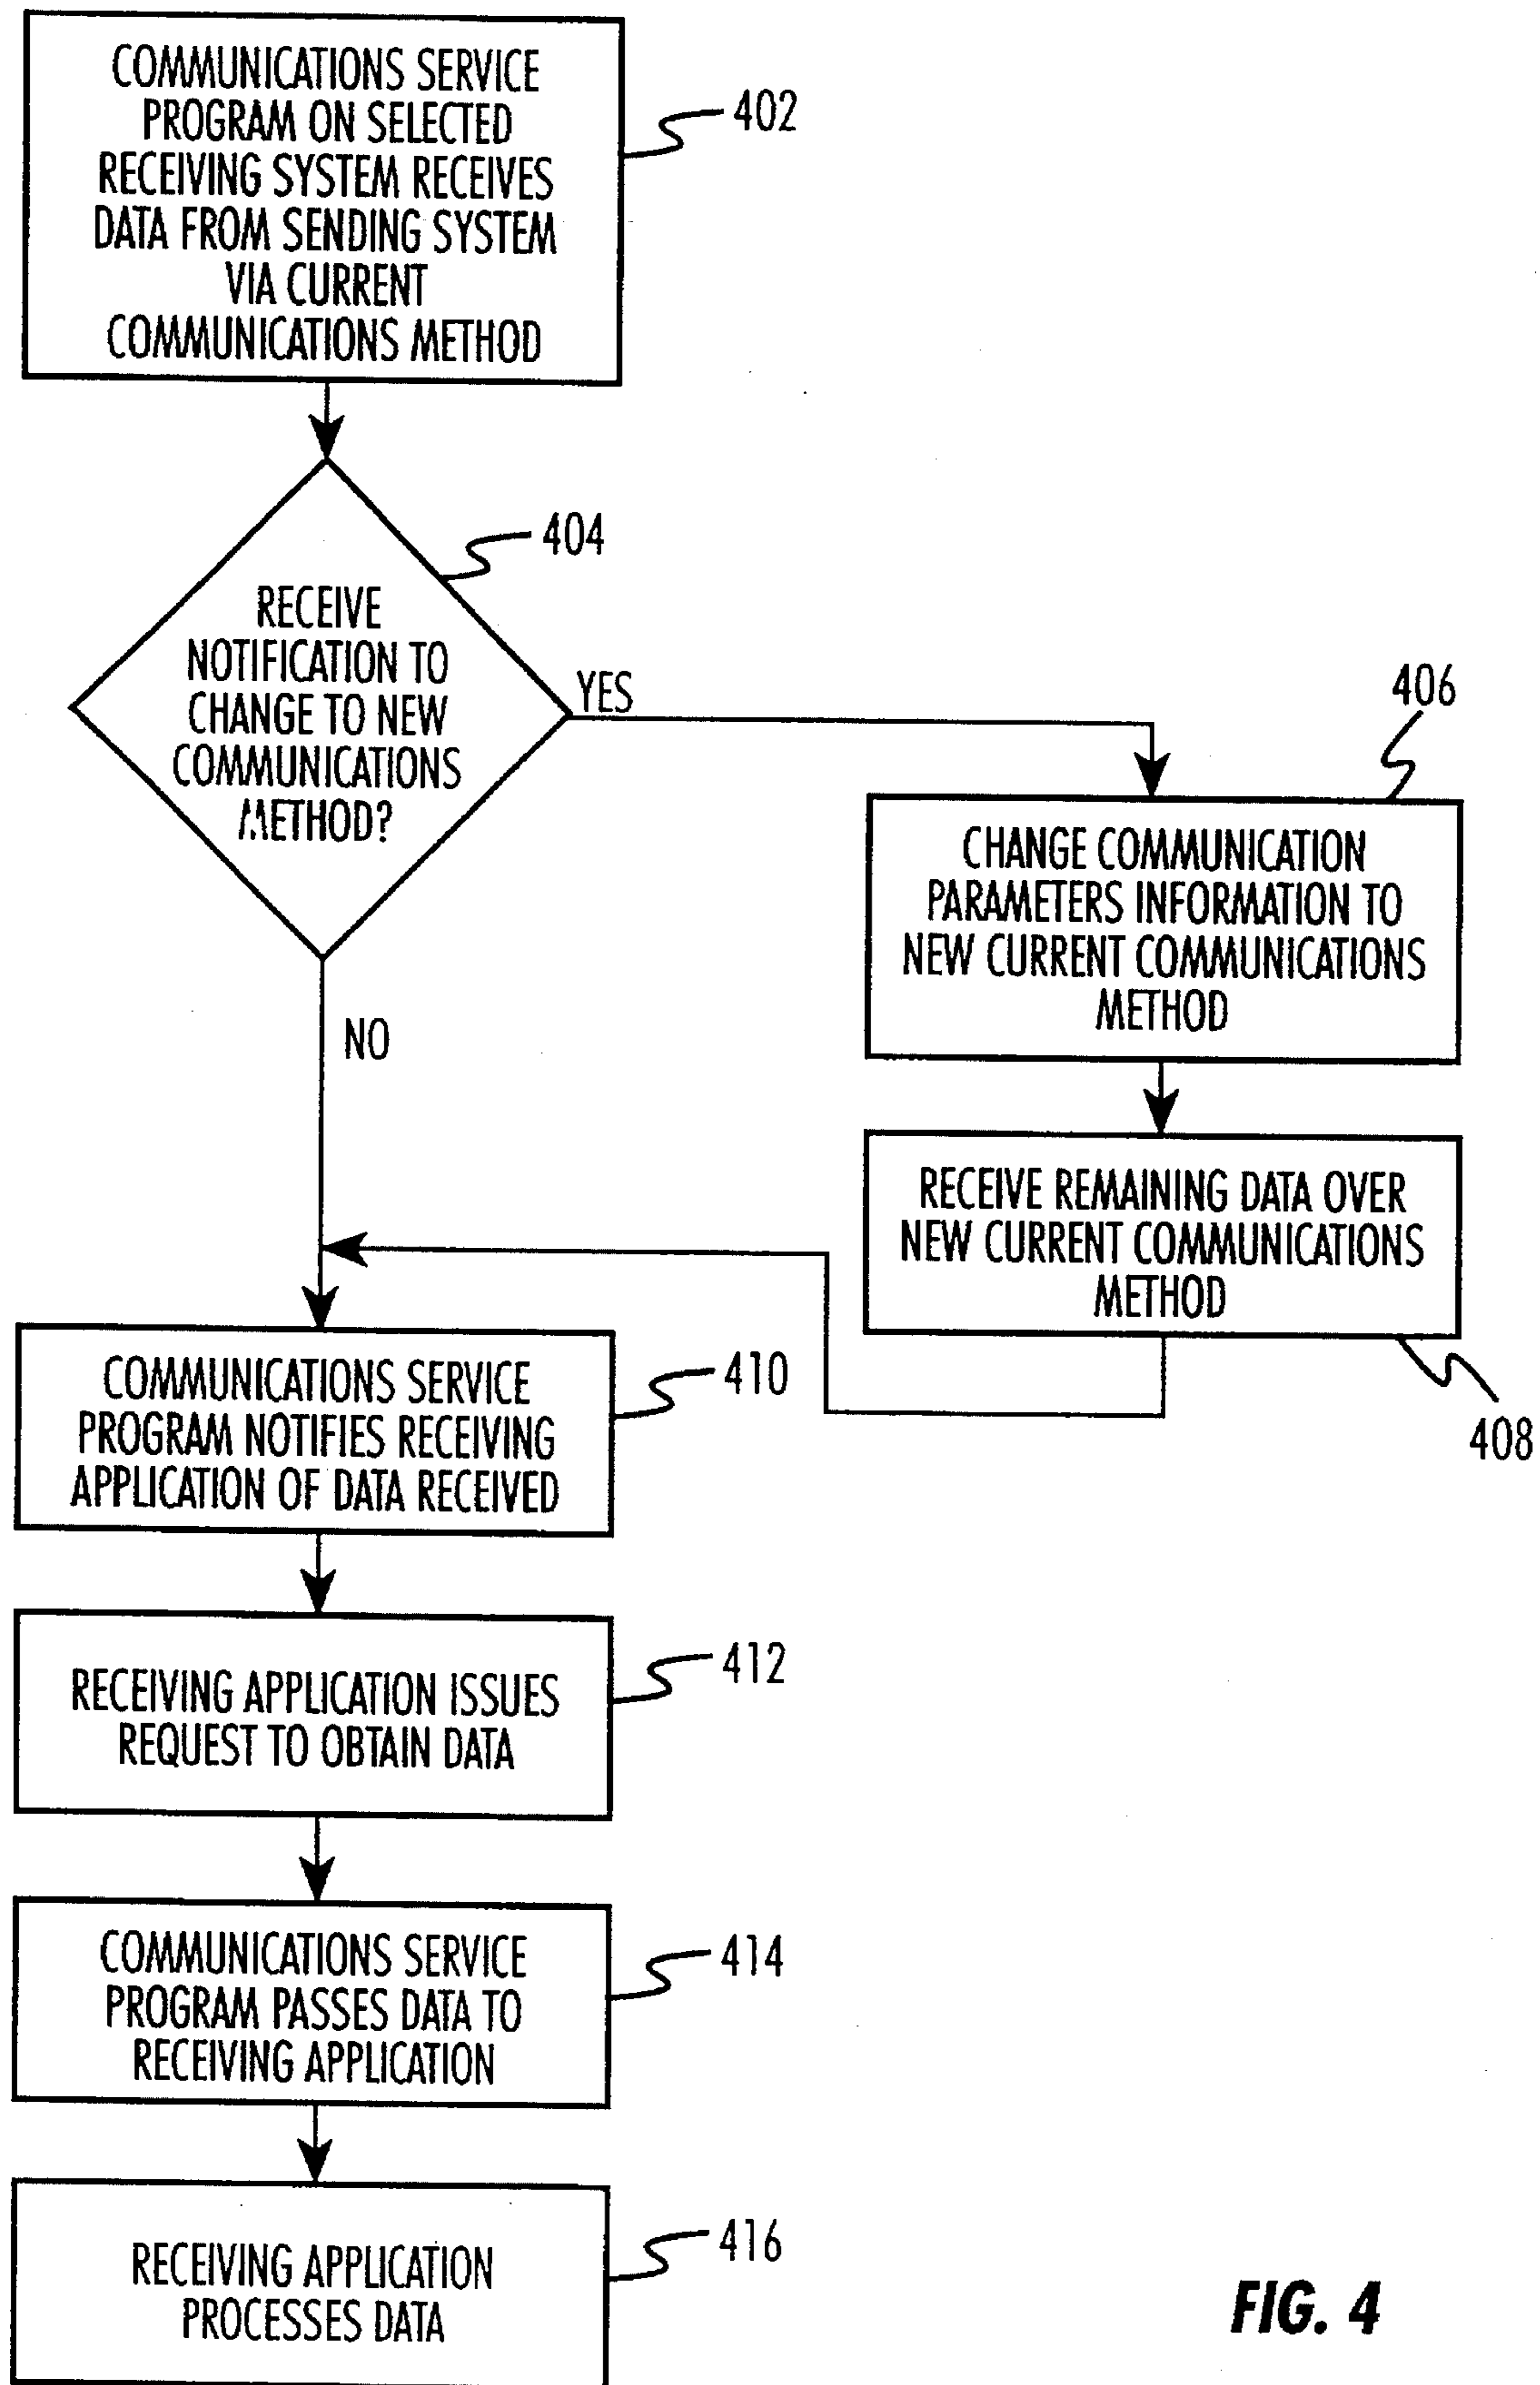 COMMUNICATIONS SERVICE
PROGRAM ON SELECTED
RECEIVING SYSTEM RECEIVES
DATA FROM SENDING SYSTEM
VIA CURRENT
COMMUNICATIONS METHOD
402
404
RECEIVE
NOTIFICATION TO
CHANGE TO NEW
COMMUNICATIONS
METHOD?
YES
NO
406
CHANGE COMMUNICATION
PARAMETERS INFORMATION TO
NEW CURRENT COMMUNICATIONS
METHOD
RECEIVE REMAINING DATA OVER
NEW CURRENT COMMUNICATIONS
METHOD
408
COMMUNICATIONS SERVICE
PROGRAM NOTIFIES RECEIVING
APPLICATION OF DATA RECEIVED
410
RECEIVING APPLICATION ISSUES
REQUEST TO OBTAIN DATA
412
COMMUNICATIONS SERVICE
PROGRAM PASSES DATA TO
RECEIVING APPLICATION
414
RECEIVING APPLICATION
PROCESSES DATA
416
FIG. 4